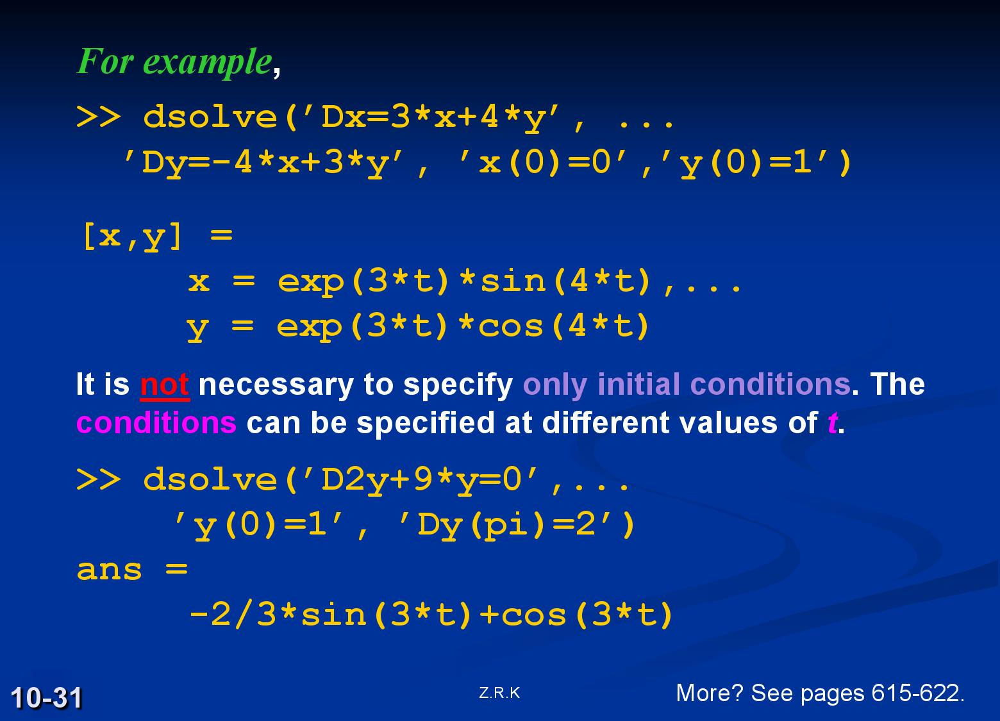 For example,
>> dsolve(’Dx=3*x+4*y’, ...
’Dy=-4*x+3*y’, ’x(0)=0’,’y(0)=1’)
[x,y] =
x = exp(3*t)*sin(4*t),...
y = exp(3*t)*cos(4*t)
It is not necessary to specify only initial conditions. The
conditions can be specified at different values of t.
>> dsolve(’D2y+9*y=0’,...
’y(0)=1’, ’Dy(pi)=2’)
ans =
-2/3*sin(3*t)+cos(3*t)
10-31
Z.R.K
More? See pages 615-622.